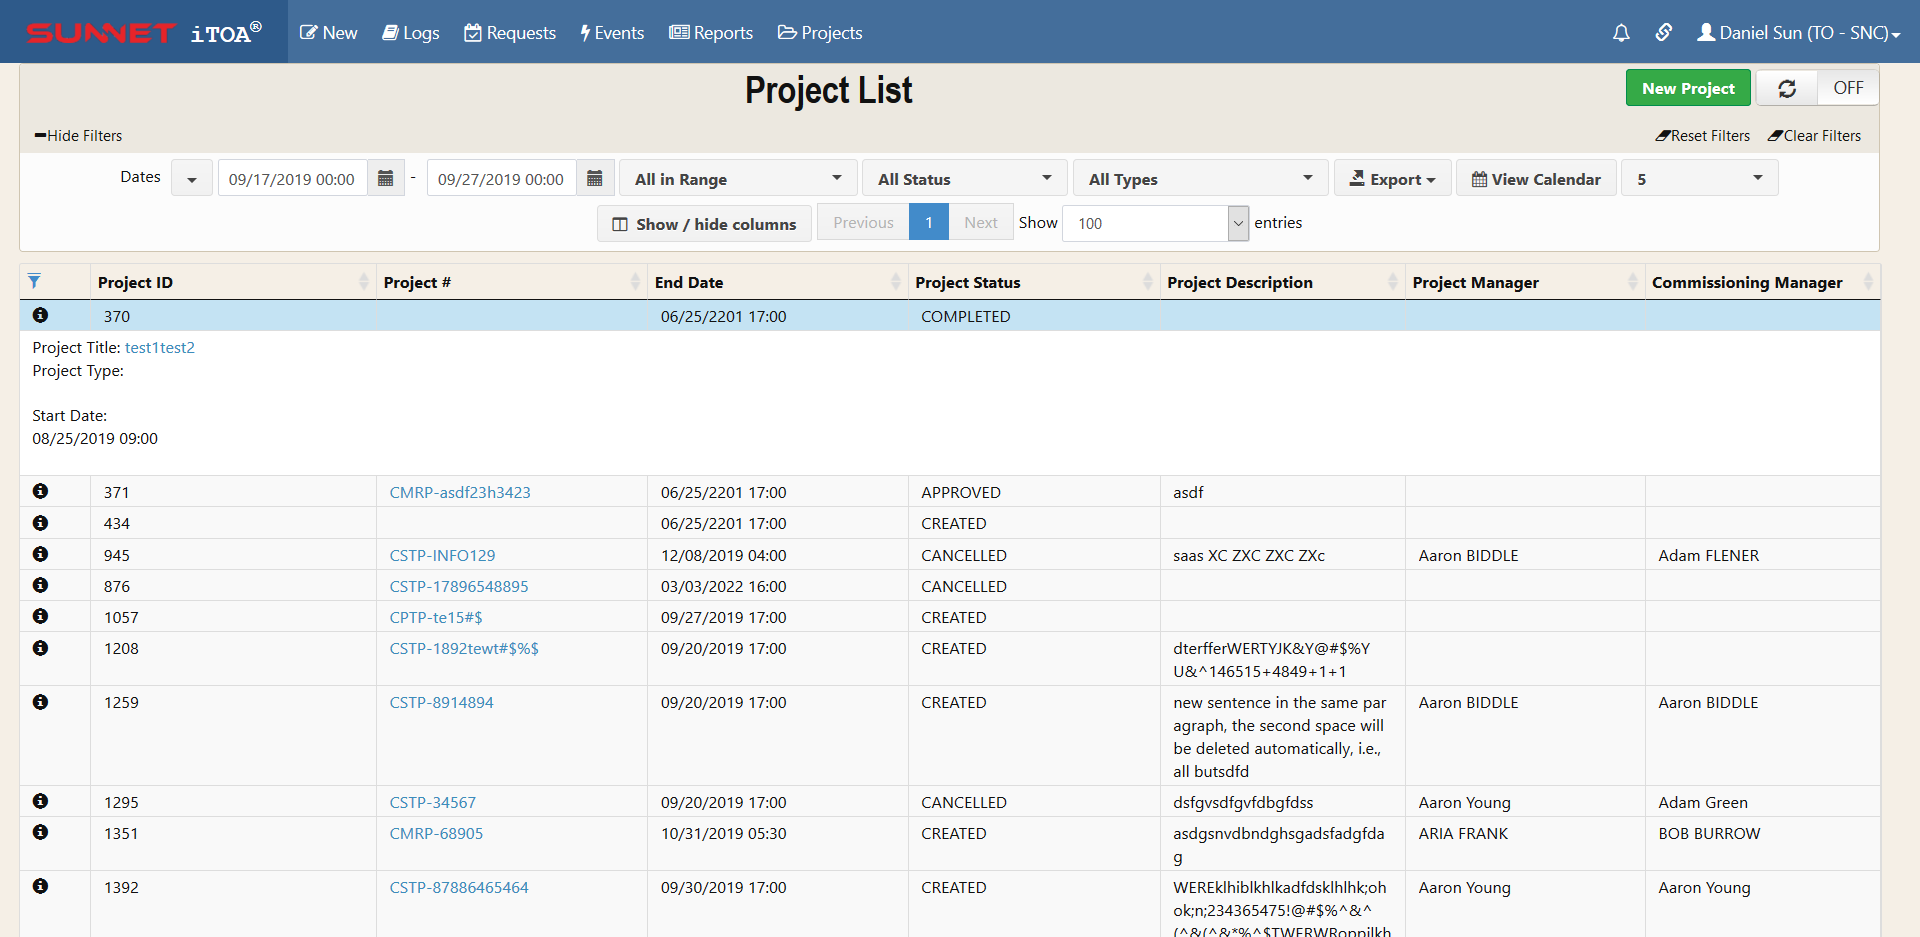 SUNNET iTOA® New Logs Requests Events Reports Projects Daniel Sun (TO - SNC)
Project List New Project OFF
Hide Filters Reset Filters Clear Filters
Dates 09/17/2019 00:00 - 09/27/2019 00:00 All in Range All Status All Types Export View Calendar 5
Show / hide columns Previous 1 Next Show 100 entries
Project ID Project # End Date Project Status Project Description Project Manager Commissioning Manager
370 06/25/2201 17:00 COMPLETED
Project Title: test1test2
Project Type:
Start Date:
08/25/2019 09:00
371 CMRP-asdf23h3423 06/25/2201 17:00 APPROVED asdf
434 06/25/2201 17:00 CREATED
945 CSTP-INFO129 12/08/2019 04:00 CANCELLED saas XC ZXC ZXC ZXc Aaron BIDDLE Adam FLENER
876 CSTP-17896548895 03/03/2022 16:00 CANCELLED
1057 CPTP-te15#$ 09/27/2019 17:00 CREATED
1208 CSTP-1892tewt#$%$ 09/20/2019 17:00 CREATED dterfferWERTYJK&Y@#$%Y
U&^146515+4849+1+1
1259 CSTP-8914894 09/20/2019 17:00 CREATED new sentence in the same par Aaron BIDDLE Aaron BIDDLE
agraph, the second space will
be deleted automatically, i.e.,
all butsdfd
1295 CSTP-34567 09/20/2019 17:00 CANCELLED dsfgvsdfgvfdbgfdss Aaron Young Adam Green
1351 CMRP-68905 10/31/2019 05:30 CREATED asdgsnvdbndghsgadsfadgfda ARIA FRANK BOB BURROW
g
1392 CSTP-87886465464 09/30/2019 17:00 CREATED WEREklhiblkhlkadfdsklhlhk;oh Aaron Young Aaron Young
ok;n;234365475!@#$%^&^